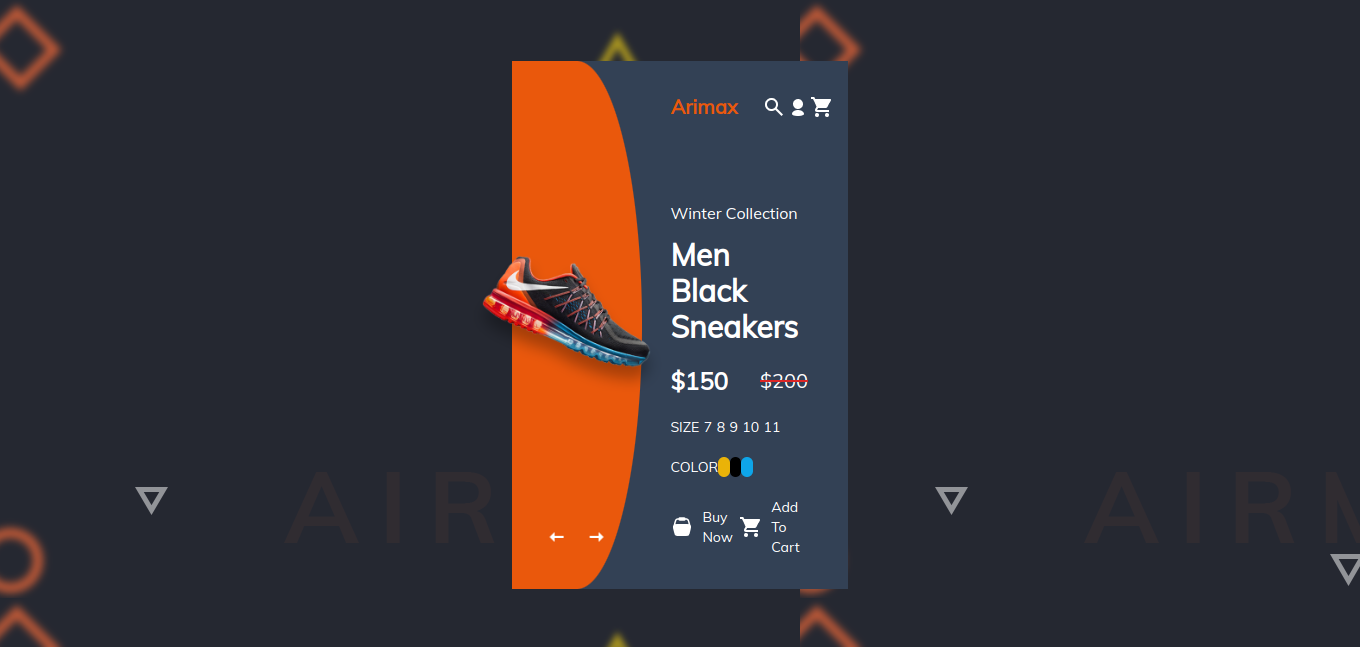 Arimax
Winter Collection
Men
Black
Sneakers
$150 $200
SIZE 7 8 9 10 11
COLOR
Buy
Now
Add
To
Cart
AIR
AIRM